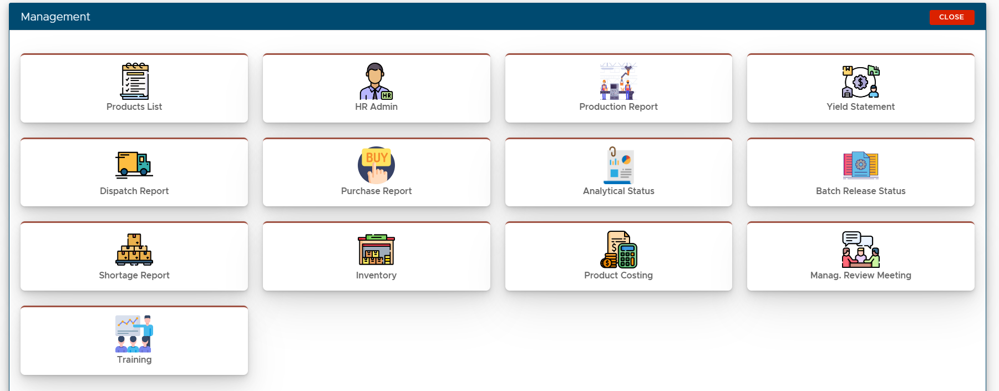 Management
CLOSE
Products List
HR
HR Admin
Production Report
$
Yield Statement
Dispatch Report
BUY
Purchase Report
Analytical Status
Batch Release Status
Shortage Report
Inventory
$
$
Product Costing
Manag. Review Meeting
Training